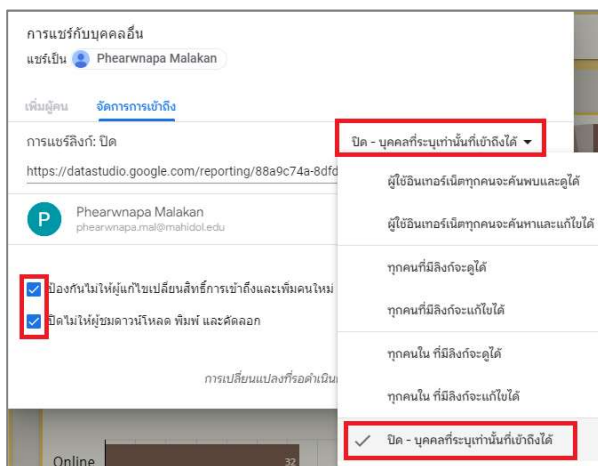 การแชร์กับบุคคลอื่น
แชร์เป็น Phearwnapa Malakan
เพิ่มผู้คน จัดการการเข้าถึง
การแชร์ลิงก์: ปิด
ปิด - บุคคลที่ระบุเท่านั้นที่เข้าถึงได้
https://datastudio.google.com/reporting/88a9c74a-8dfd
P
Phearwnapa Malakan
phearwnapa.mal@mahidol.edu
ป้องกันไม่ให้ผู้แก้ไขเปลี่ยนสิทธิ์การเข้าถึงและเพิ่มคนใหม่
ปิดไม่ให้ผู้ชมดาวน์โหลด พิมพ์ และคัดลอก
การเปลี่ยนแปลงที่รอดำเนิน
ผู้ใช้อินเทอร์เน็ตทุกคนจะค้นพบและดูได้
ผู้ใช้อินเทอร์เน็ตทุกคนจะค้นหาและแก้ไขได้
ทุกคนที่มีลิงก์จะดูได้
ทุกคนที่มีลิงก์จะแก้ไขได้
ทุกคนใน ที่มีลิงก์จะดูได้
ทุกคนใน ที่มีลิงก์จะแก้ไขได้
ปิด - บุคคลที่ระบุเท่านั้นที่เข้าถึงได้
Online 32